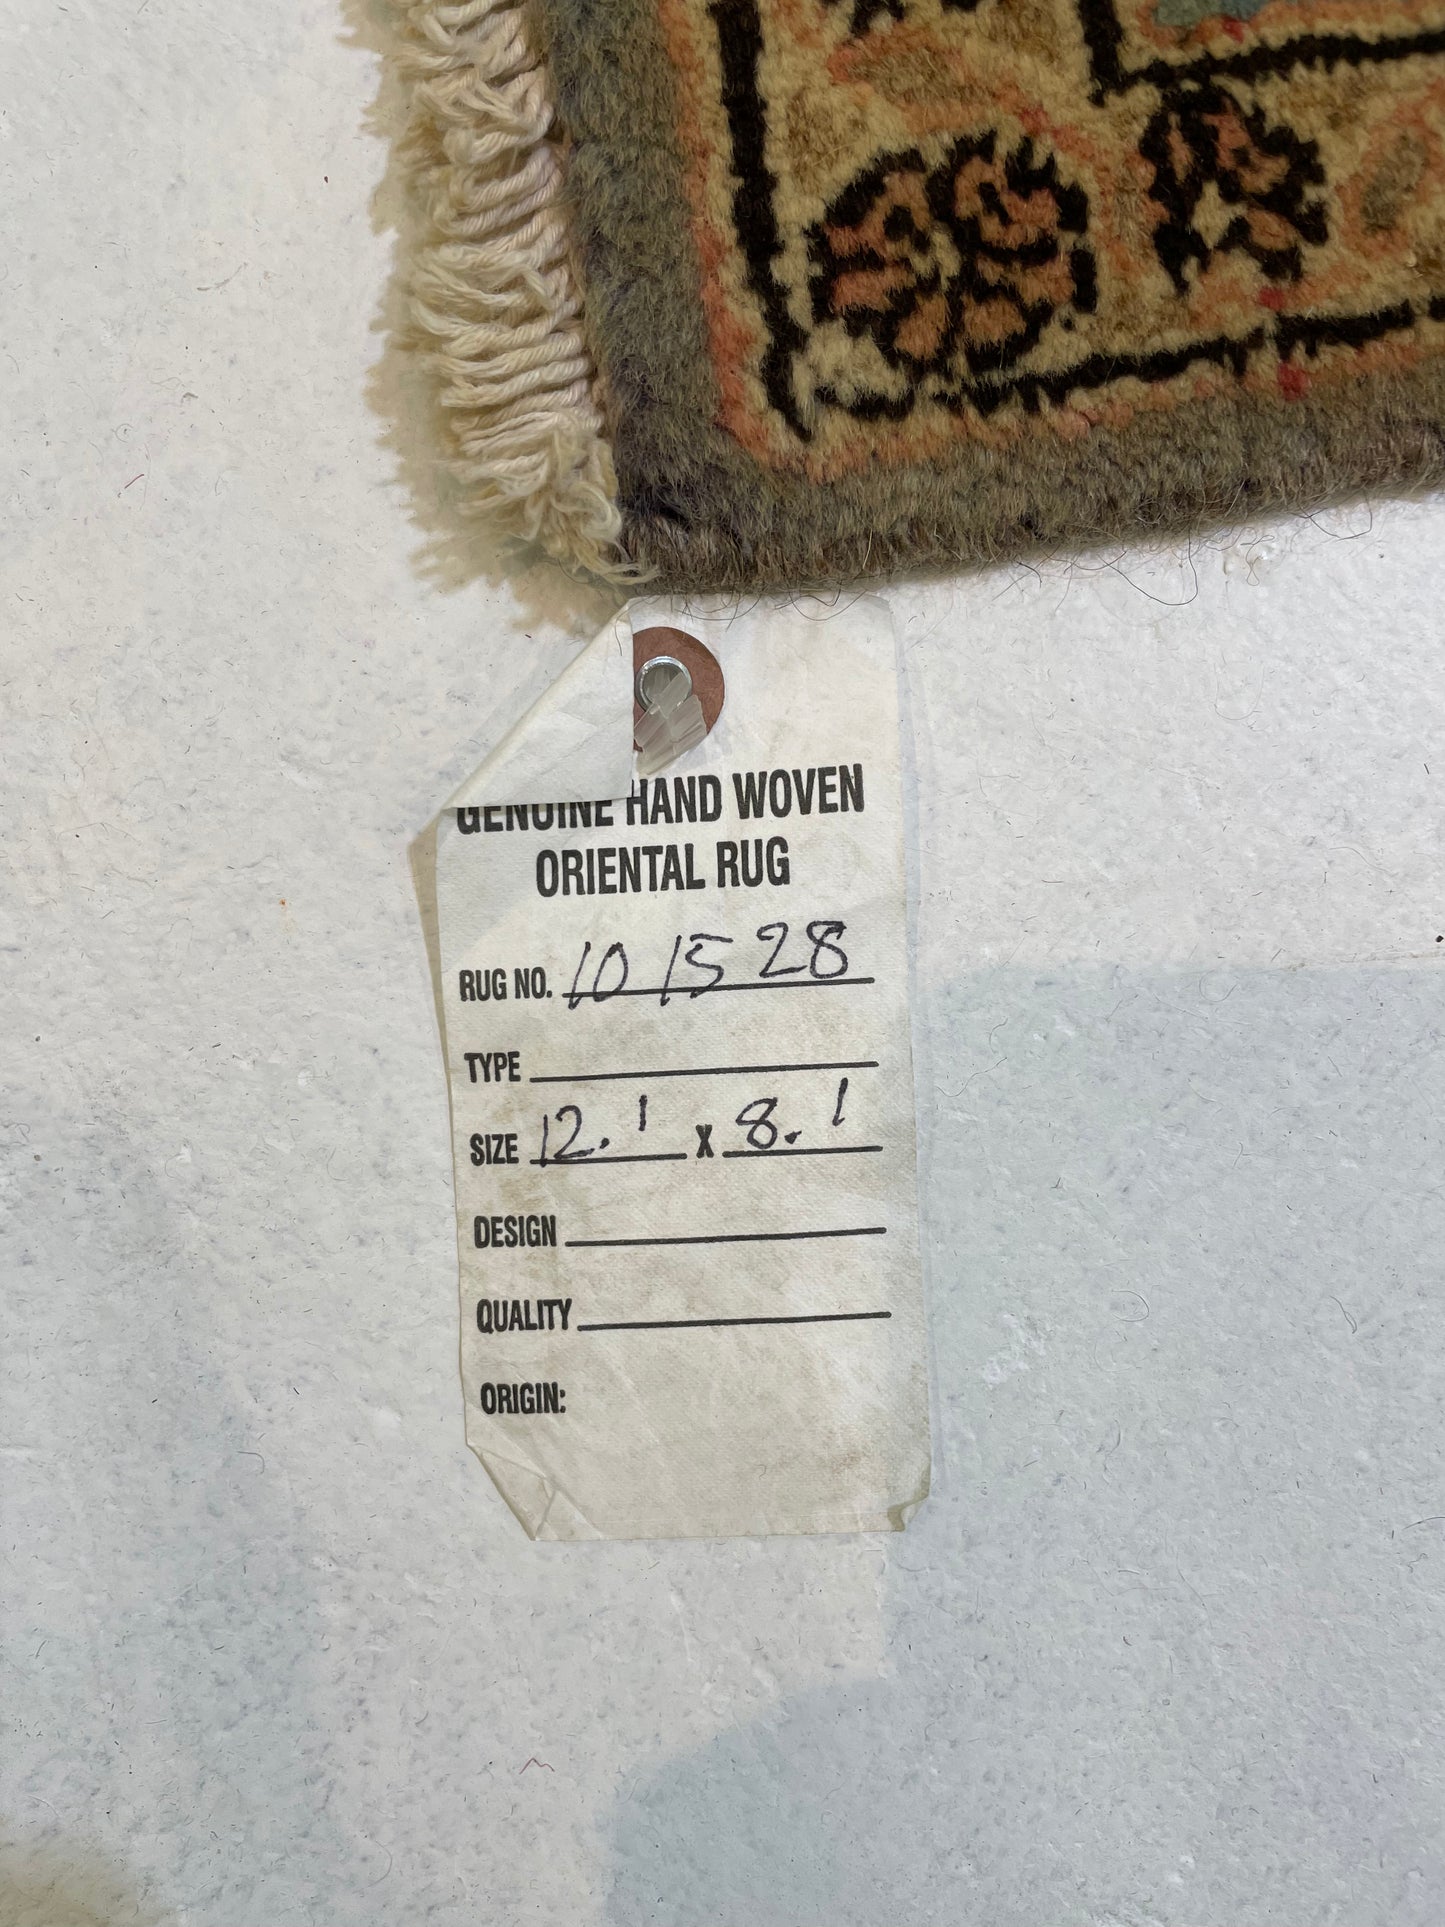 GENUINE HAND WOVEN
ORIENTAL RUG
RUG NO. 101528
TYPE
SIZE 12.1 X 8.1
DESIGN
QUALITY
ORIGIN: